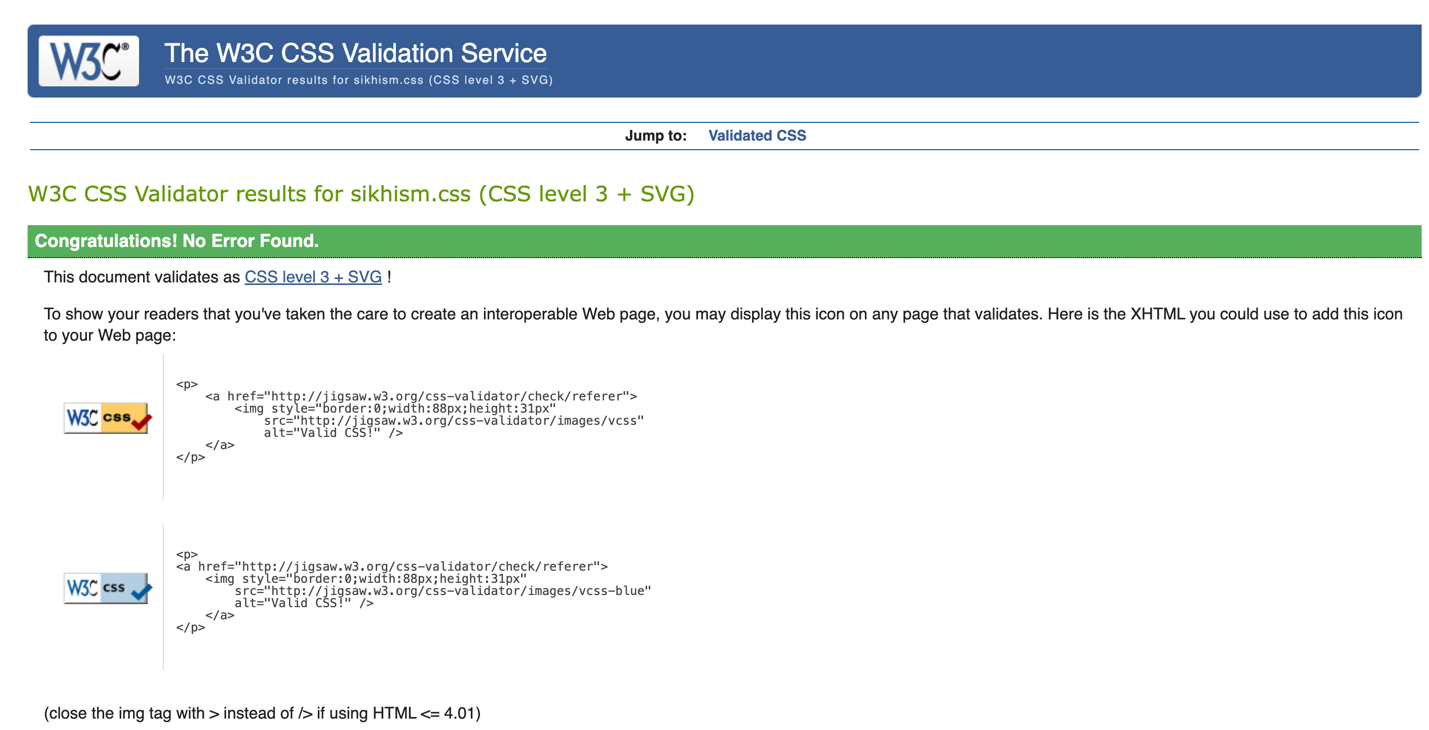 W3C®
The W3C CSS Validation Service
W3C CSS Validator results for sikhism.css (CSS level 3 + SVG)
Jump to: Validated CSS
W3C CSS Validator results for sikhism.css (CSS level 3 + SVG)
Congratulations! No Error Found.
This document validates as CSS level 3 + SVG !
To show your readers that you've taken the care to create an interoperable Web page, you may display this icon on any page that validates. Here is the XHTML you could use to add this icon
to your Web page:
W3C css
<p>
    <a href="http://jigsaw.w3.org/css-validator/check/referer">
        <img style="border:0;width:88px;height:31px"
            src="http://jigsaw.w3.org/css-validator/images/vcss"
            alt="Valid CSS!" />
    </a>
</p>
W3C css
<p>
<a href="http://jigsaw.w3.org/css-validator/check/referer">
    <img style="border:0;width:88px;height:31px"
        src="http://jigsaw.w3.org/css-validator/images/vcss-blue"
        alt="Valid CSS!" />
    </a>
</p>
(close the img tag with > instead of /> if using HTML <= 4.01)